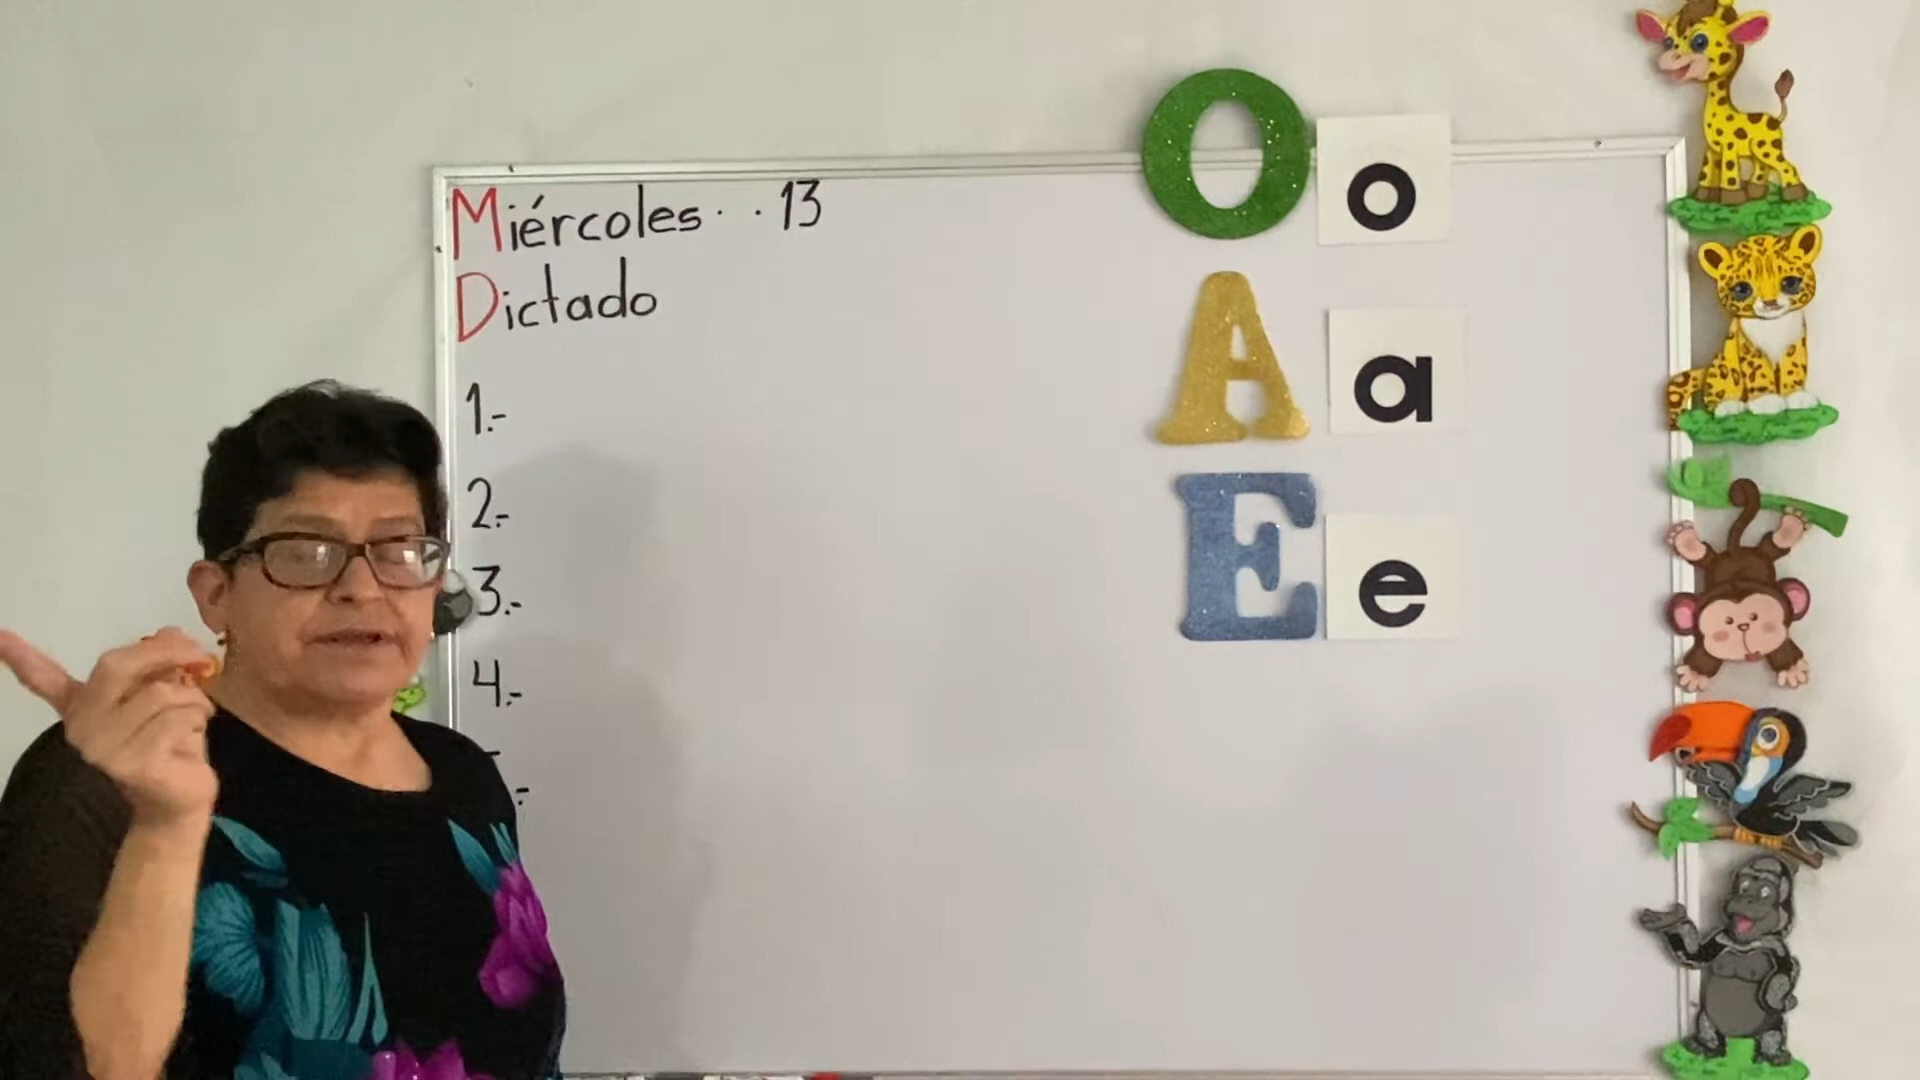 Miércoles · · 13
Dictado
1.-
2.-
3.-
4.-
.-
O o
A a
E e